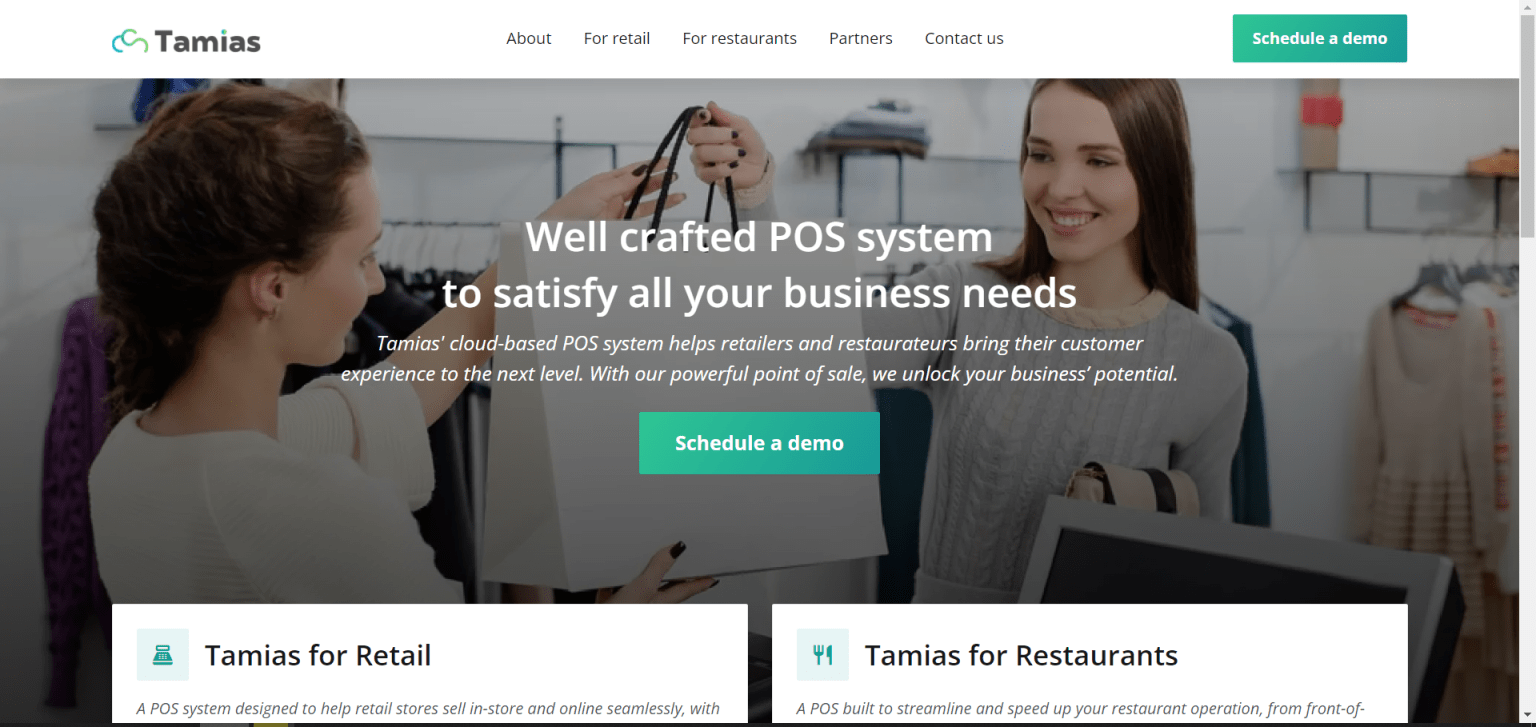 Tamias
About
For retail
For restaurants
Partners
Contact us
Schedule a demo
Well crafted POS system
to satisfy all your business needs
Tamias' cloud-based POS system helps retailers and restaurateurs bring their customer
experience to the next level. With our powerful point of sale, we unlock your business’ potential.
Schedule a demo
Tamias for Retail
A POS system designed to help retail stores sell in-store and online seamlessly, with
Tamias for Restaurants
A POS built to streamline and speed up your restaurant operation, from front-of-